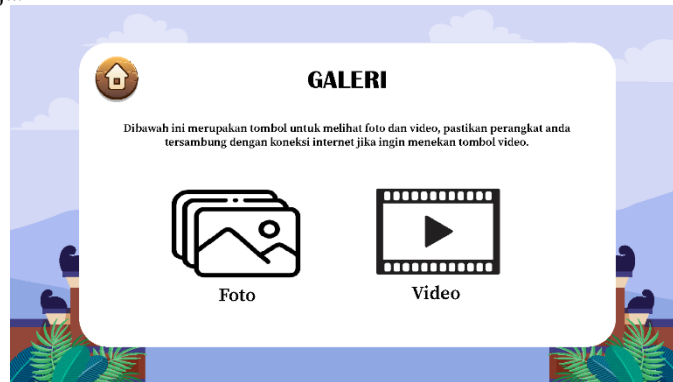 GALERI
Dibawah ini merupakan tombol untuk melihat foto dan video, pastikan perangkat anda
tersambung dengan koneksi internet jika ingin menekan tombol video.
Foto
Video